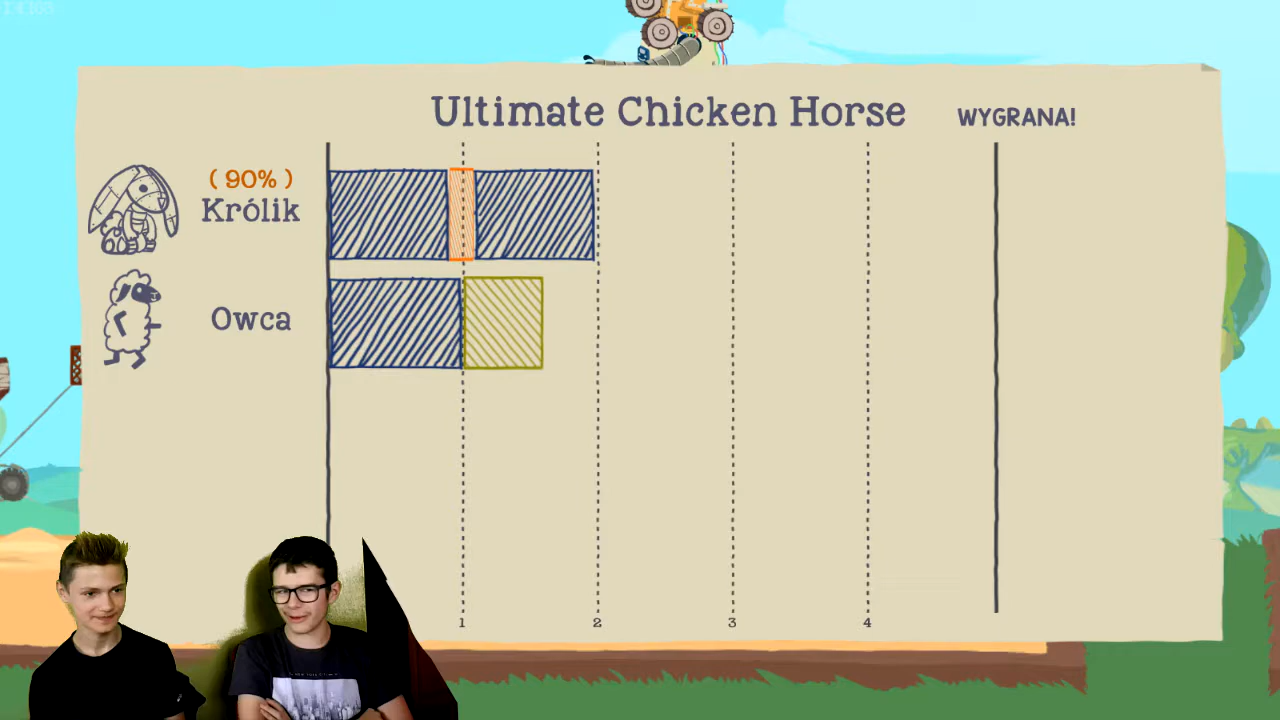 Ultimate Chicken Horse
WYGRANA!
( 90% )
Królik
Owca
1 2 3 4